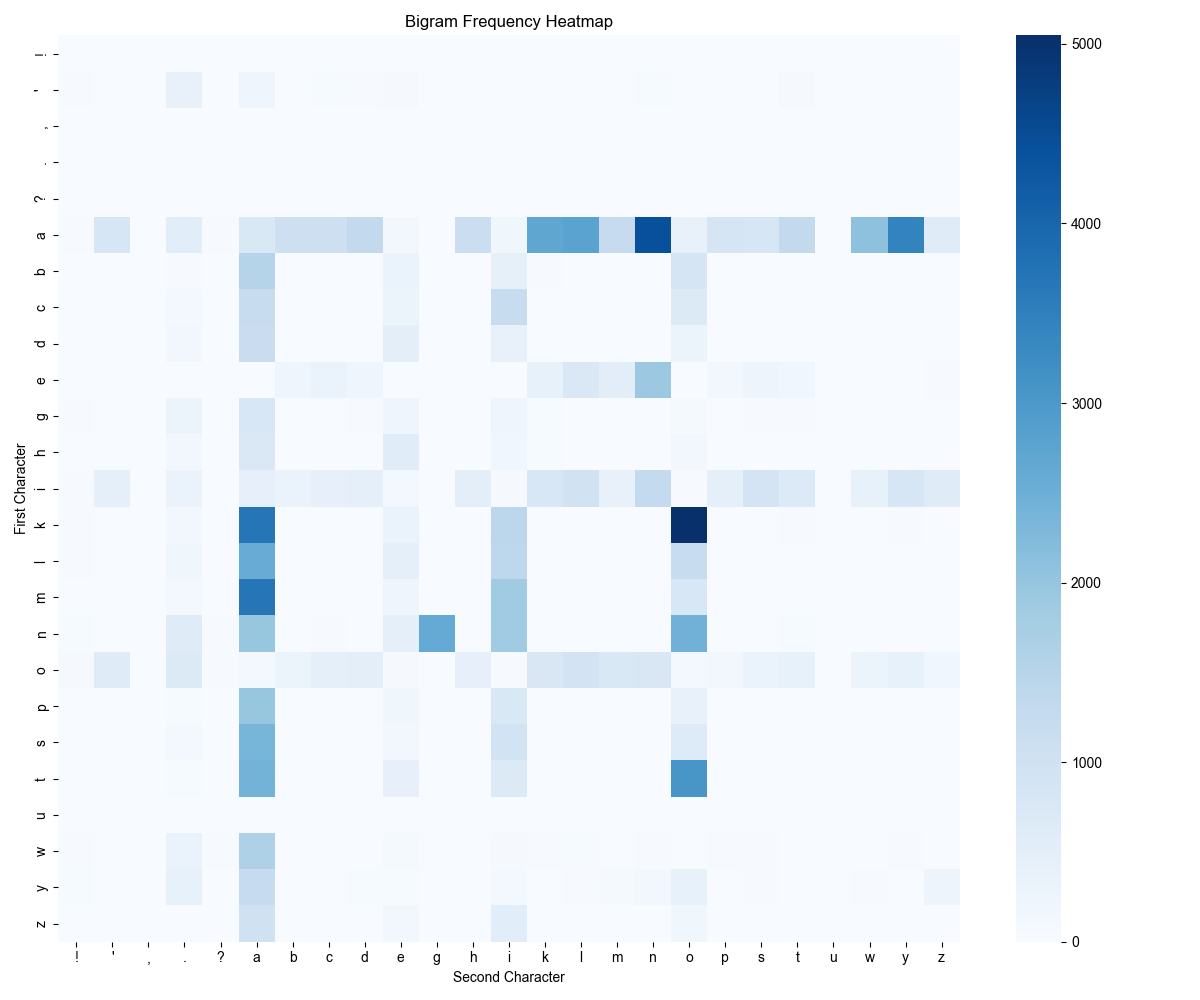 Bigram Frequency Heatmap
First Character
!
'
,
.
?
a
b
c
d
e
g
h
i
k
l
m
n
o
p
s
t
u
w
y
z
! ' , . ? a b c d e g h i k l m n o p s t u w y z
Second Character
5000
4000
3000
2000
1000
0